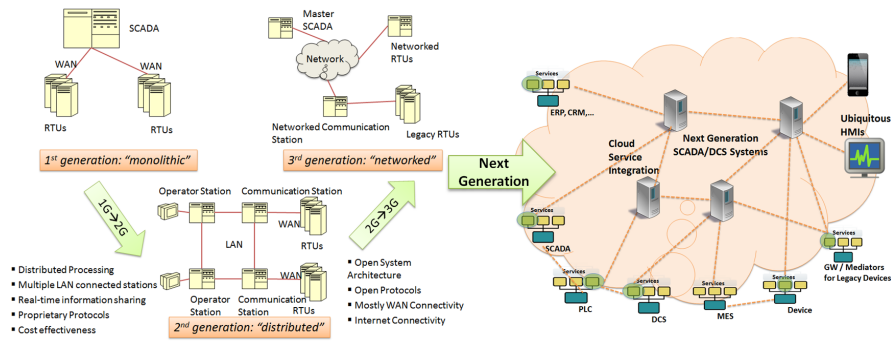 SCADA
WAN
WAN
RTUs
RTUs
1st generation: “monolithic”
Master
SCADA
Network
Networked
RTUs
Networked Communication
Station
Legacy RTUs
3rd generation: “networked”
1G→2G
▪ Distributed Processing
▪ Multiple LAN connected stations
▪ Real-time information sharing
▪ Proprietary Protocols
▪ Cost effectiveness
Operator Station
Communication Station
WAN
RTUs
LAN
WAN
RTUs
Operator
Station
Communication
Station
2nd generation: “distributed”
2G→3G
▪ Open System
Architecture
▪ Open Protocols
▪ Mostly WAN Connectivity
▪ Internet Connectivity
Next
Generation
Services
ERP, CRM,...
Cloud
Service
Integration
Next Generation
SCADA/DCS Systems
Ubiquitous
HMIs
Services
SCADA
Services
PLC
Services
DCS
Services
MES
Services
Device
Services
GW / Mediators
for Legacy Devices